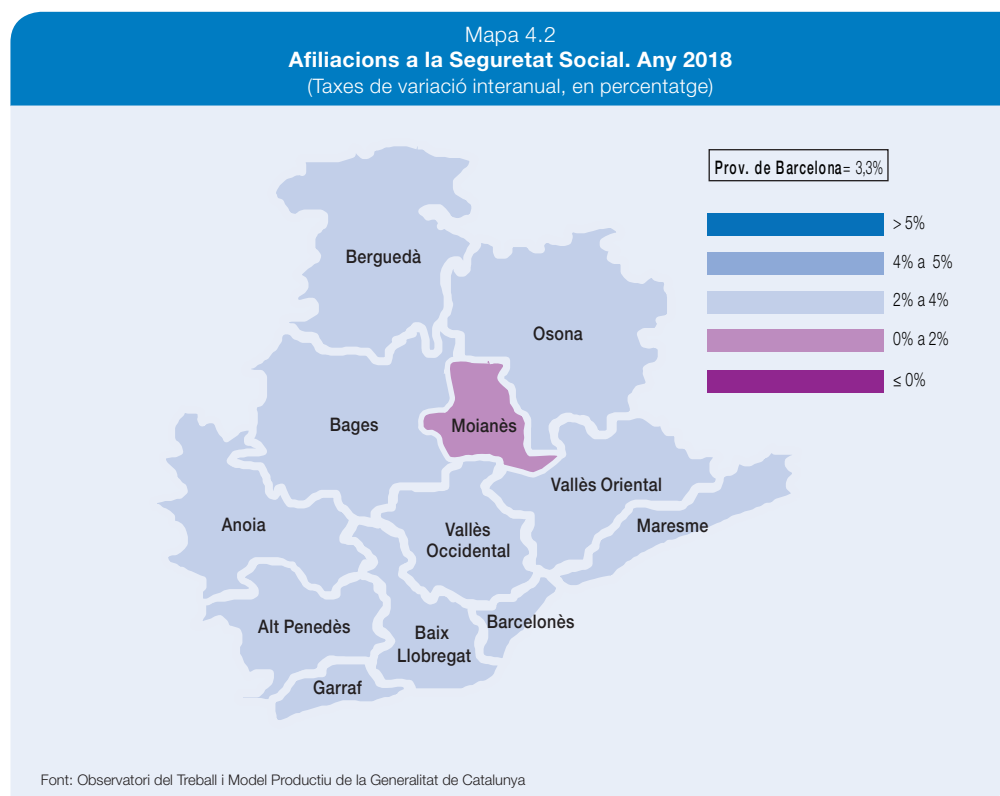 Mapa 4.2
Afiliacions a la Seguretat Social. Any 2018
(Taxes de variació interanual, en percentatge)
Prov. de Barcelona= 3,3%
> 5%
4% a 5%
2% a 4%
0% a 2%
≤ 0%
Berguedà
Osona
Bages
Moianès
Vallès Oriental
Anoia
Vallès
Occidental
Maresme
Alt Penedès
Baix
Llobregat
Barcelonès
Garraf
Font: Observatori del Treball i Model Productiu de la Generalitat de Catalunya